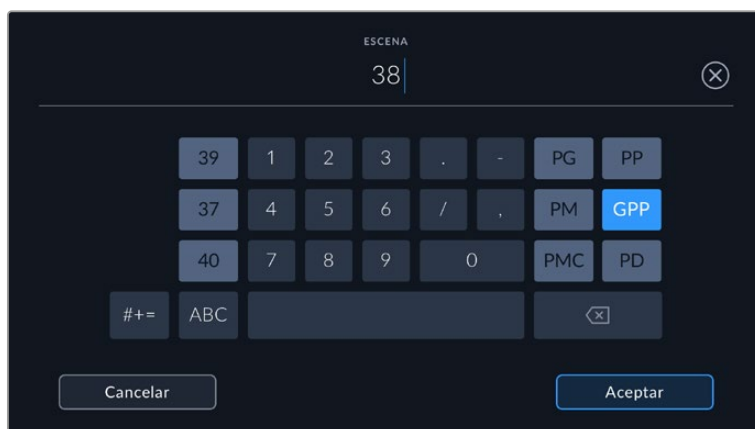 ESCENA
38
39 1 2 3 . - PG PP
37 4 5 6 / , PM GPP
40 7 8 9 0 PMC PD
#+= ABC
Cancelar Aceptar